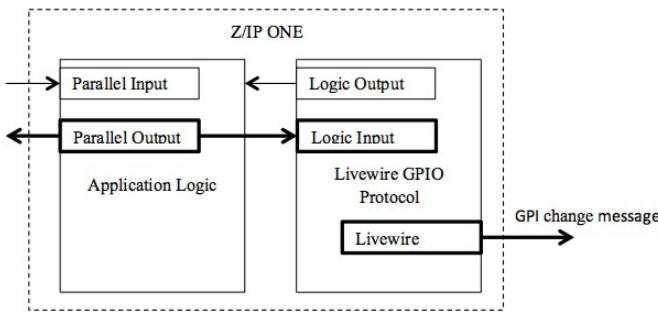 Z/IP ONE
Parallel Input
Logic Output
Parallel Output
Logic Input
Application Logic
Livewire GPIO
Protocol
GPI change message
Livewire